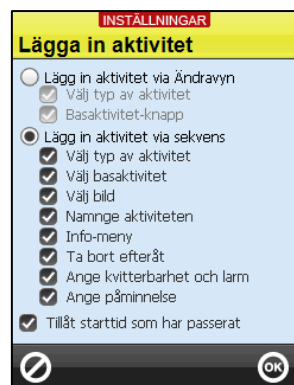 INSTÄLLNINGAR
Lägga in aktivitet
Lägg in aktivitet via Ändravyn
Välj typ av aktivitet
Basaktivitet-knapp
Lägg in aktivitet via sekvens
Välj typ av aktivitet
Välj basaktivitet
Välj bild
Namnge aktiviteten
Info-meny
Ta bort efteråt
Ange kvitterbarhet och larm
Ange påminnelse
Tillåt starttid som har passerat
OK